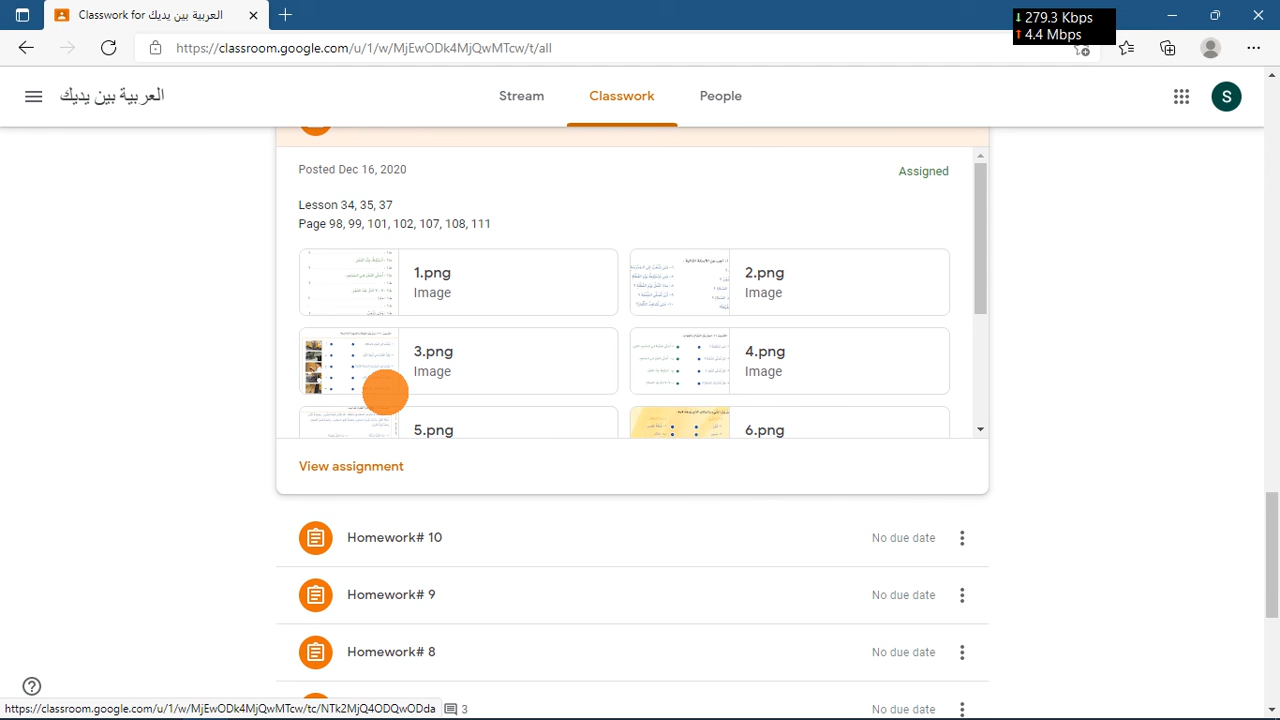 Classwork for العربية بين يديك
279.3 Kbps
4.4 Mbps
https://classroom.google.com/u/1/w/MjEwODk4MjQwMTcw/t/all
العربية بين يديك
Stream
Classwork
People
S
Posted Dec 16, 2020
Assigned
Lesson 34, 35, 37
Page 98, 99, 101, 102, 107, 108, 111
1.png
Image
2.png
Image
3.png
Image
4.png
Image
5.png
6.png
View assignment
Homework# 10
No due date
Homework# 9
No due date
Homework# 8
No due date
No due date
https://classroom.google.com/u/1/w/MjEwODk4MjQwMTcw/tc/NTk2MjQ4ODQwODda
3